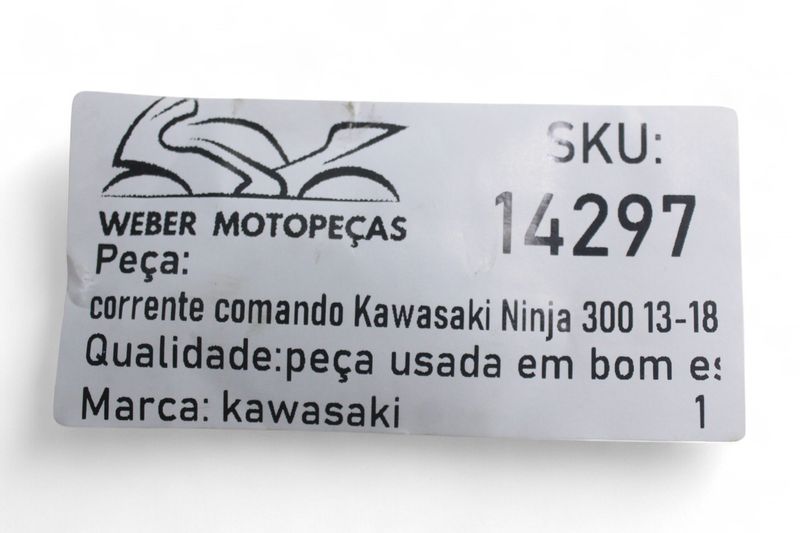 WEBER MOTOPEÇAS
SKU:
14297
Peça:
corrente comando Kawasaki Ninja 300 13-18
Qualidade:peça usada em bom es
Marca: kawasaki
1